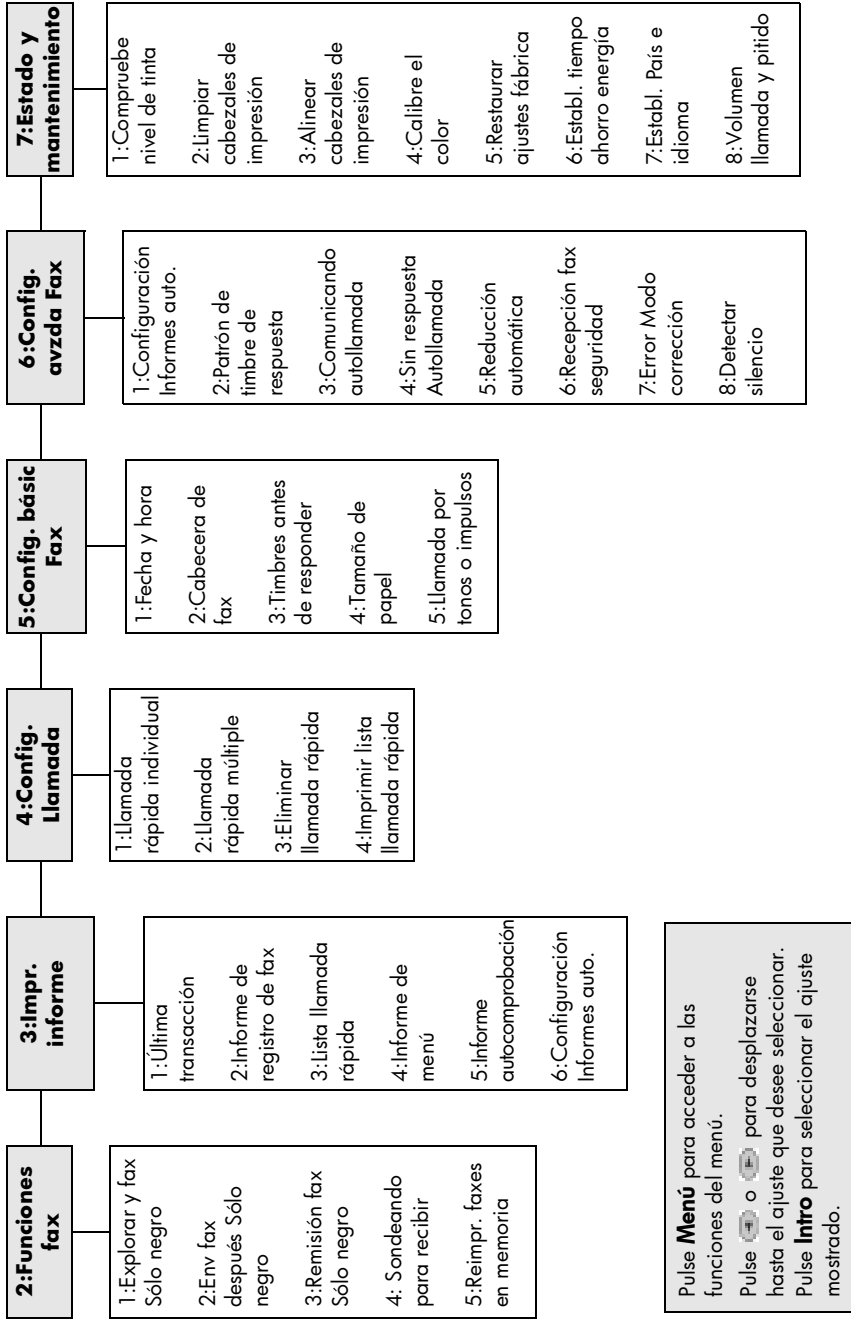 2:Funciones
fax
1:Explorar y fax
Sólo negro
2:Env fax
después Sólo
negro
3:Remisión fax
Sólo negro
4: Sondeando
para recibir
5:Reimpr. faxes
en memoria
3:Impr.
informe
1:Última
transacción
2:Informe de
registro de fax
3:Lista llamada
rápida
4:Informe de
menú
5:Informe
autocomprobación
6:Configuración
Informes auto.
4:Config.
Llamada
1:Llamada
rápida individual
2:Llamada
rápida múltiple
3:Eliminar
llamada rápida
4:Imprimir lista
llamada rápida
5:Config. básic
Fax
1:Fecha y hora
2:Cabecera de
fax
3:Timbres antes
de responder
4:Tamaño de
papel
5:Llamada por
tonos o impulsos
6:Config.
avzda Fax
1:Configuración
Informes auto.
2:Patrón de
timbre de
respuesta
3:Comunicando
autollamada
4:Sin respuesta
Autollamada
5:Reducción
automática
6:Recepción fax
seguridad
7:Error Modo
corrección
8:Detectar
silencio
7:Estado y
mantenimiento
1:Compruebe
nivel de tinta
2:Limpiar
cabezales de
impresión
3:Alinear
cabezales de
impresión
4:Calibre el
color
5:Restaurar
ajustes fábrica
6:Establ. tiempo
ahorro energía
7:Establ. País e
idioma
8:Volumen
llamada y pitido
Pulse Menú para acceder a las
funciones del menú.
Pulse o para desplazarse
hasta el ajuste que desee seleccionar.
Pulse Intro para seleccionar el ajuste
mostrado.